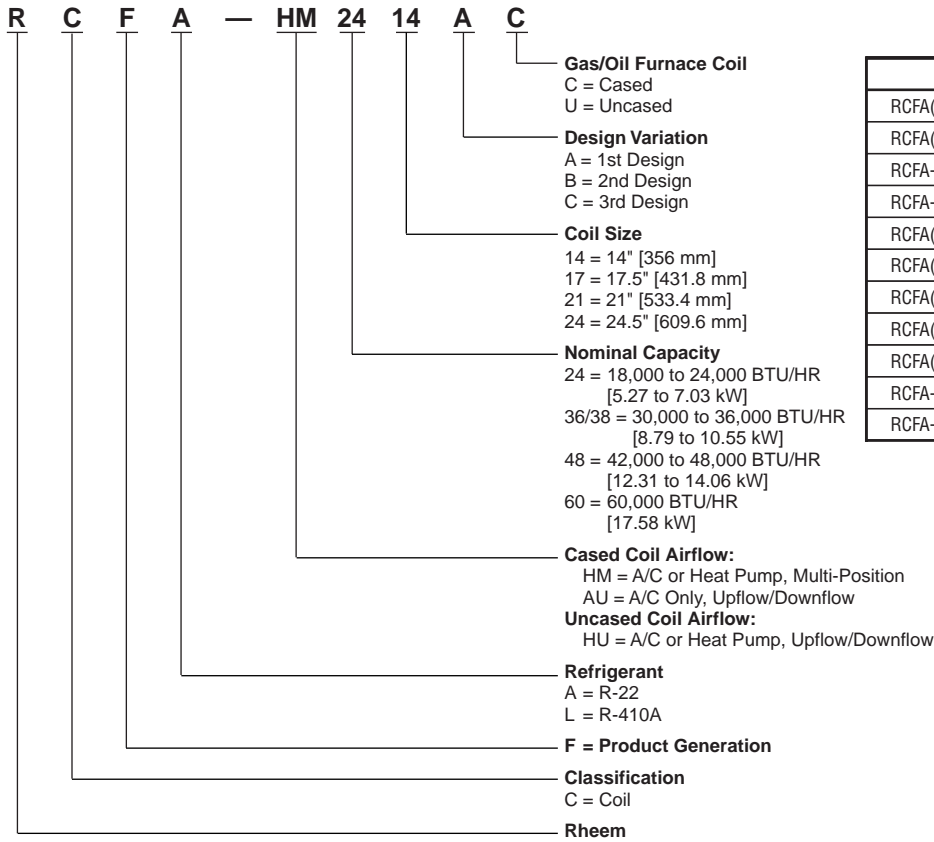 R C F A — HM 24 14 A C
Gas/Oil Furnace Coil
C = Cased
U = Uncased
Design Variation
A = 1st Design
B = 2nd Design
C = 3rd Design
Coil Size
14 = 14" [356 mm]
17 = 17.5" [431.8 mm]
21 = 21" [533.4 mm]
24 = 24.5" [609.6 mm]
Nominal Capacity
24 = 18,000 to 24,000 BTU/HR
[5.27 to 7.03 kW]
36/38 = 30,000 to 36,000 BTU/HR
[8.79 to 10.55 kW]
48 = 42,000 to 48,000 BTU/HR
[12.31 to 14.06 kW]
60 = 60,000 BTU/HR
[17.58 kW]
Cased Coil Airflow:
HM = A/C or Heat Pump, Multi-Position
AU = A/C Only, Upflow/Downflow
Uncased Coil Airflow:
HU = A/C or Heat Pump, Upflow/Downflow
Refrigerant
A = R-22
L = R-410A
F = Product Generation
Classification
C = Coil
Rheem
RCFA(
RCFA(
RCFA-
RCFA-
RCFA(
RCFA(
RCFA(
RCFA(
RCFA(
RCFA-
RCFA-